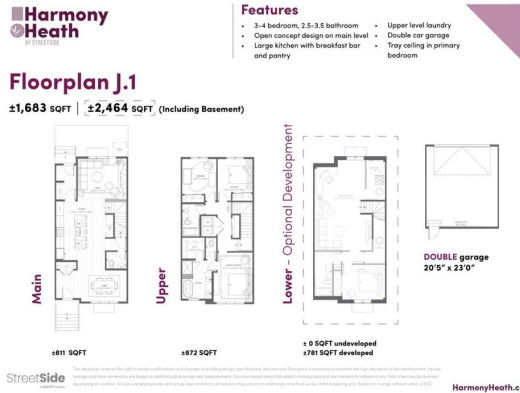 Harmony
Heath
BY STREETSIDE
Features
• 3-4 bedroom, 2.5-3.5 bathroom
• Open concept design on main level
• Large kitchen with breakfast bar
and pantry
• Upper level laundry
• Double car garage
• Tray ceiling in primary
bedroom
Floorplan J.1
±1,683 SQFT | ±2,464 SQFT (Including Basement)
Main
Upper
Lower - Optional Development
DOUBLE garage
20'5" x 23'0"
±811 SQFT
±872 SQFT
± 0 SQFT undeveloped
±781 SQFT developed
StreetSide
HarmonyHeath.c